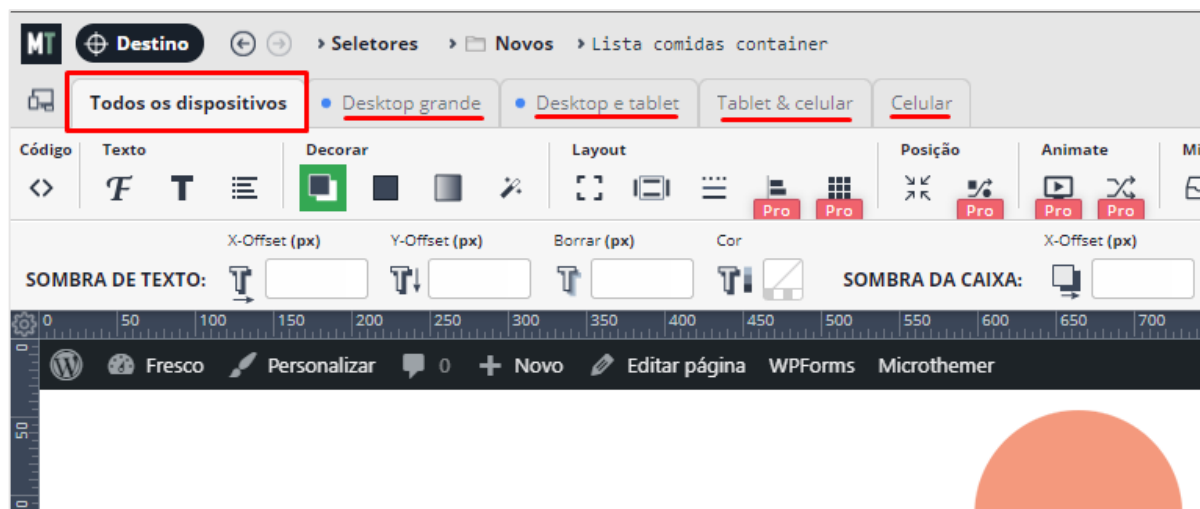 MT Destino > Seletores > Novos > Lista comidas container
Todos os dispositivos • Desktop grande • Desktop e tablet Tablet & celular Celular
Código Texto Decorar Layout Posição Animate
F T Pro Pro Pro Pro Pro
X-Offset (px) Y-Offset (px) Borrar (px) Cor X-Offset (px)
SOMBRA DE TEXTO: SOMBRA DA CAIXA:
0 50 100 150 200 250 300 350 400 450 500 550 600 650 700
Fresco Personalizar 0 Novo Editar página WPForms Microthemer
0
50